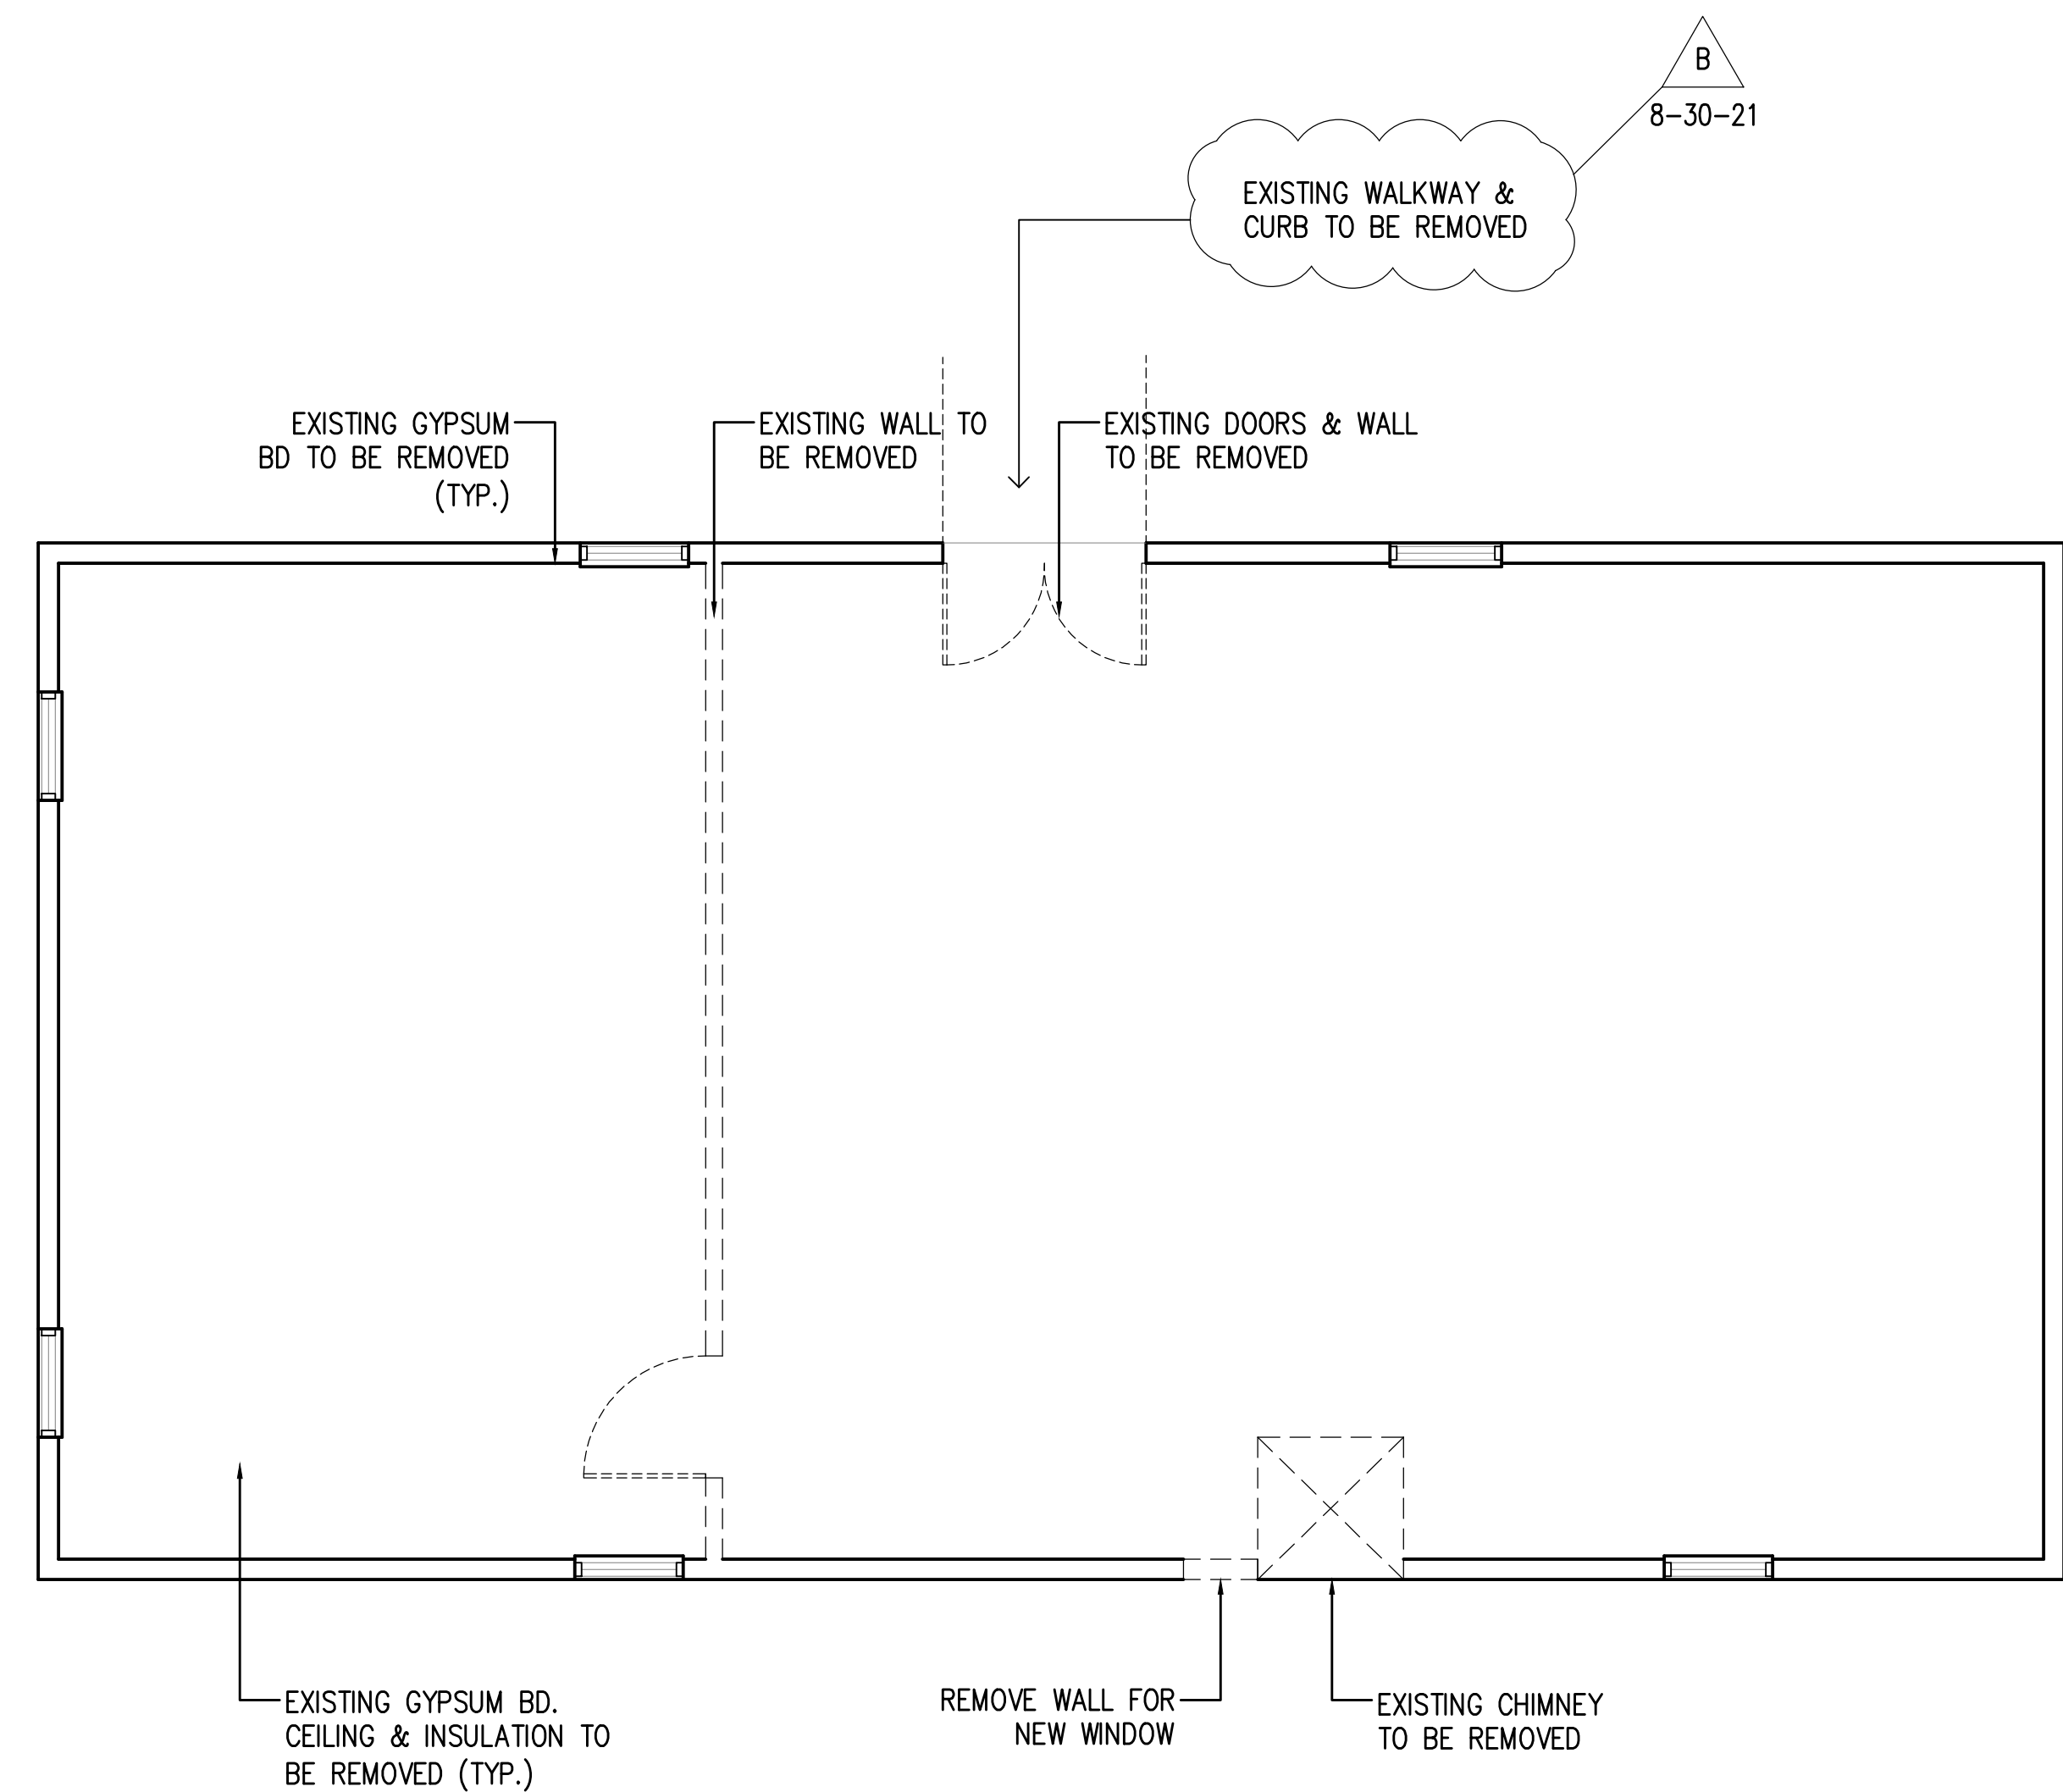 B
8-30-21
EXISTING WALKWAY &
CURB TO BE REMOVED
EXISTING GYPSUM
BD TO BE REMOVED
(TYP.)
EXISTING WALL TO
BE REMOVED
EXISTING DOORS & WALL
TO BE REMOVED
EXISTING GYPSUM BD.
CEILING & INSULATION TO
BE REMOVED (TYP.)
REMOVE WALL FOR
NEW WINDOW
EXISTING CHIMNEY
TO BE REMOVED